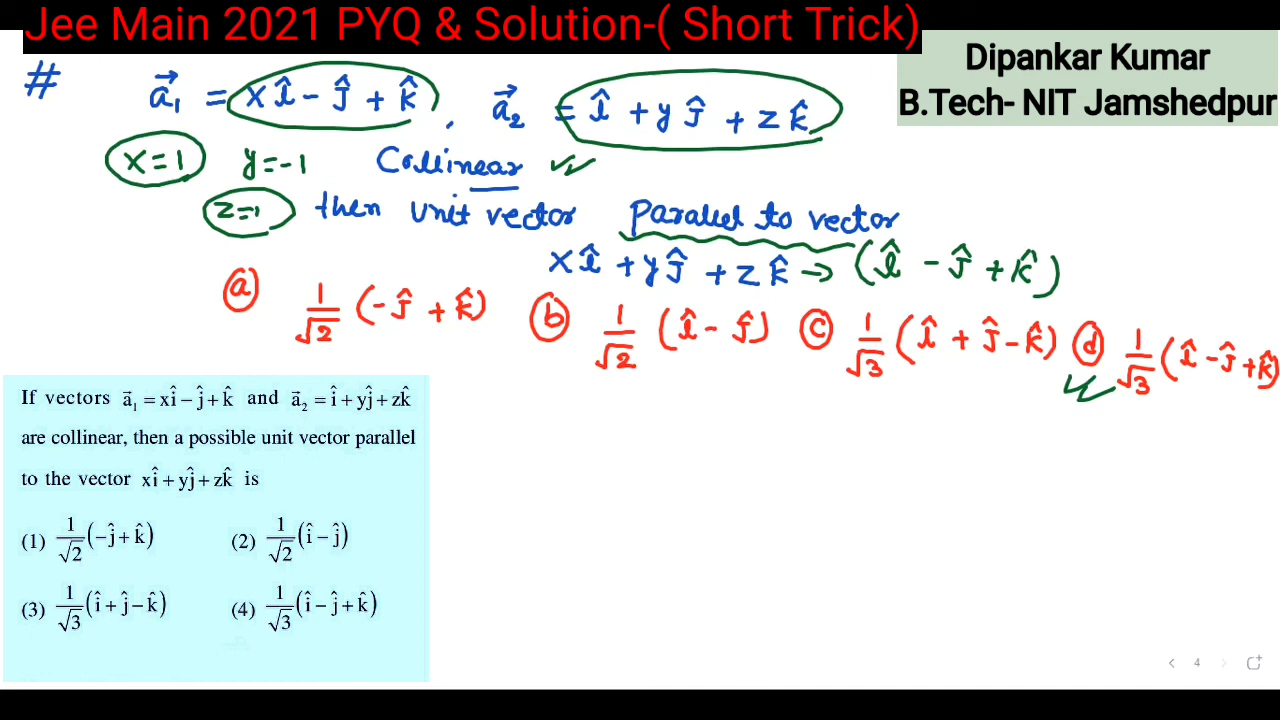 Jee Main 2021 PYQ & Solution-( Short Trick)
Dipankar Kumar
B.Tech- NIT Jamshedpur
# a⃗₁ = xî - ĵ + k̂ , a⃗₂ = î + yĵ + zk̂
x=1 y=-1 Collinear
z=1 then unit vector Parallel to vector
xî + yĵ + zk̂ → (î - ĵ + k̂)
(a) 1/√2 (-ĵ + k̂) (b) 1/√2 (î - ĵ) (c) 1/√3 (î + ĵ - k̂) (d) 1/√3 (î - ĵ + k̂)
If vectors a⃗₁ = xî - ĵ + k̂ and a⃗₂ = î + yĵ + zk̂
are collinear, then a possible unit vector parallel
to the vector xî + yĵ + zk̂ is
(1) 1/√2 (-ĵ + k̂) (2) 1/√2 (î - ĵ)
(3) 1/√3 (î + ĵ - k̂) (4) 1/√3 (î - ĵ + k̂)
< 4 >